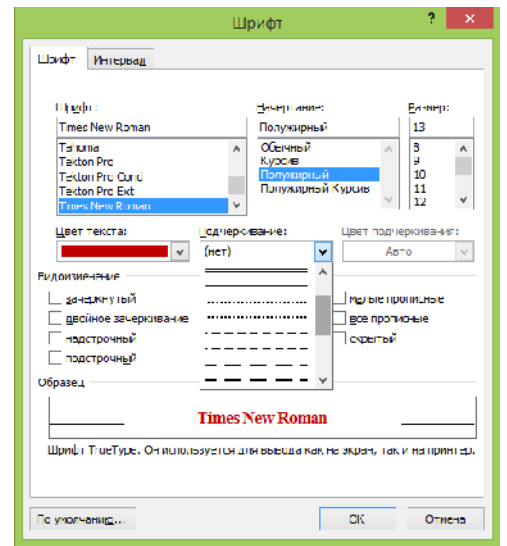 Шрифт ? ×
Шрифт Интервал
Шрифт: Начертание: Размер:
Times New Roman Полужирный 13
Tahoma Обычный 8
Tekton Pro Курсив 9
Tekton Pro Cond Полужирный 10
Tekton Pro Ext Полужирный Курсив 11
Times New Roman 12
Цвет текста: Подчеркивание: Цвет подчеркивания:
(нет) Авто
Видоизменение
зачеркнутый малые прописные
двойное зачеркивание все прописные
надстрочный скрытый
подстрочный
Образец
Times New Roman
Шрифт TrueType. Он используется для вывода как на экран, так и на принтер.
По умолчанию... ОК Отмена